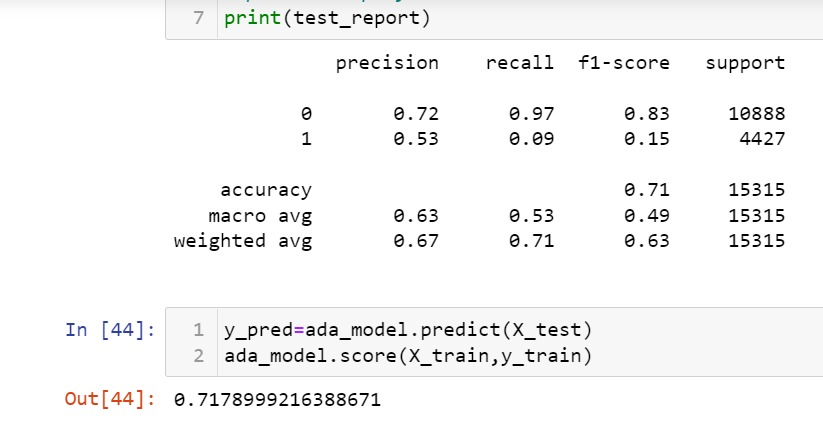 7 print(test_report)
precision recall f1-score support
0 0.72 0.97 0.83 10888
1 0.53 0.09 0.15 4427
accuracy 0.71 15315
macro avg 0.63 0.53 0.49 15315
weighted avg 0.67 0.71 0.63 15315
In [44]: 1 y_pred=ada_model.predict(X_test)
2 ada_model.score(X_train,y_train)
Out[44]: 0.7178999216388671